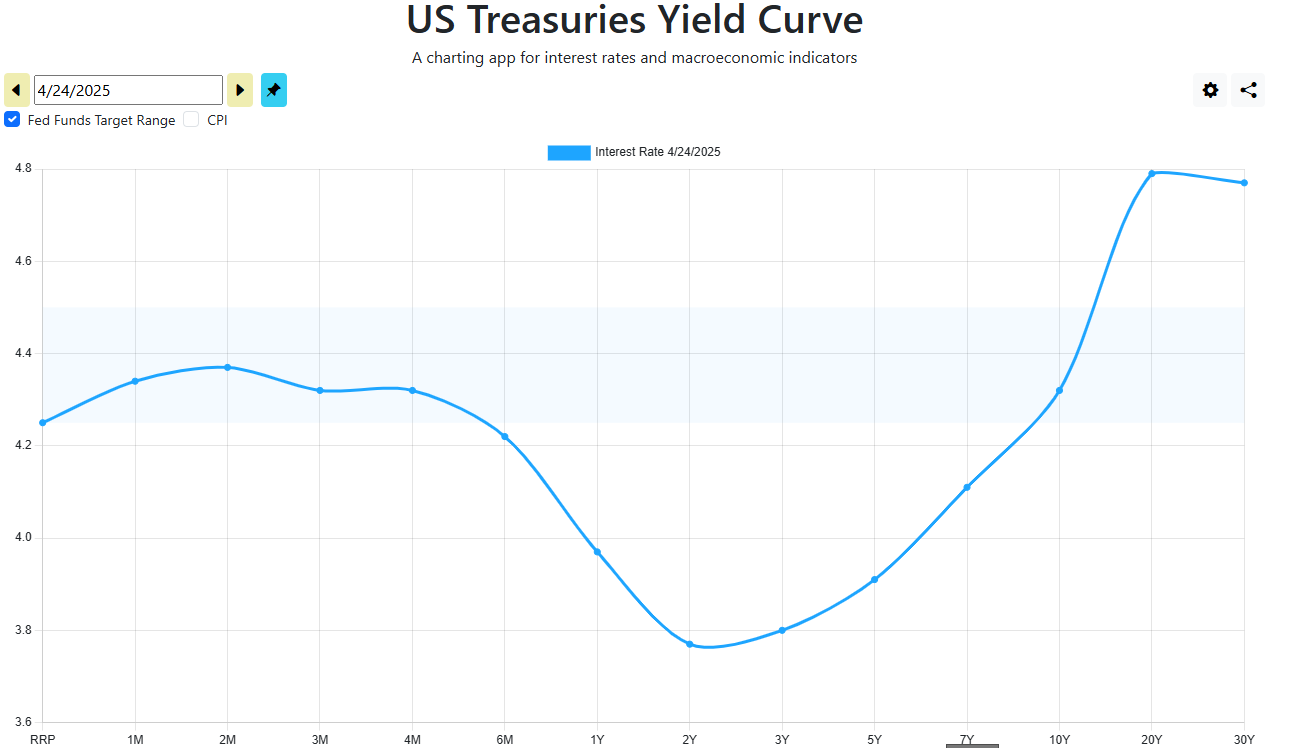 US Treasuries Yield Curve
A charting app for interest rates and macroeconomic indicators
4/24/2025
Fed Funds Target Range CPI
Interest Rate 4/24/2025
4.8
4.6
4.4
4.2
4.0
3.8
3.6
RRP 1M 2M 3M 4M 6M 1Y 2Y 3Y 5Y 7Y 10Y 20Y 30Y